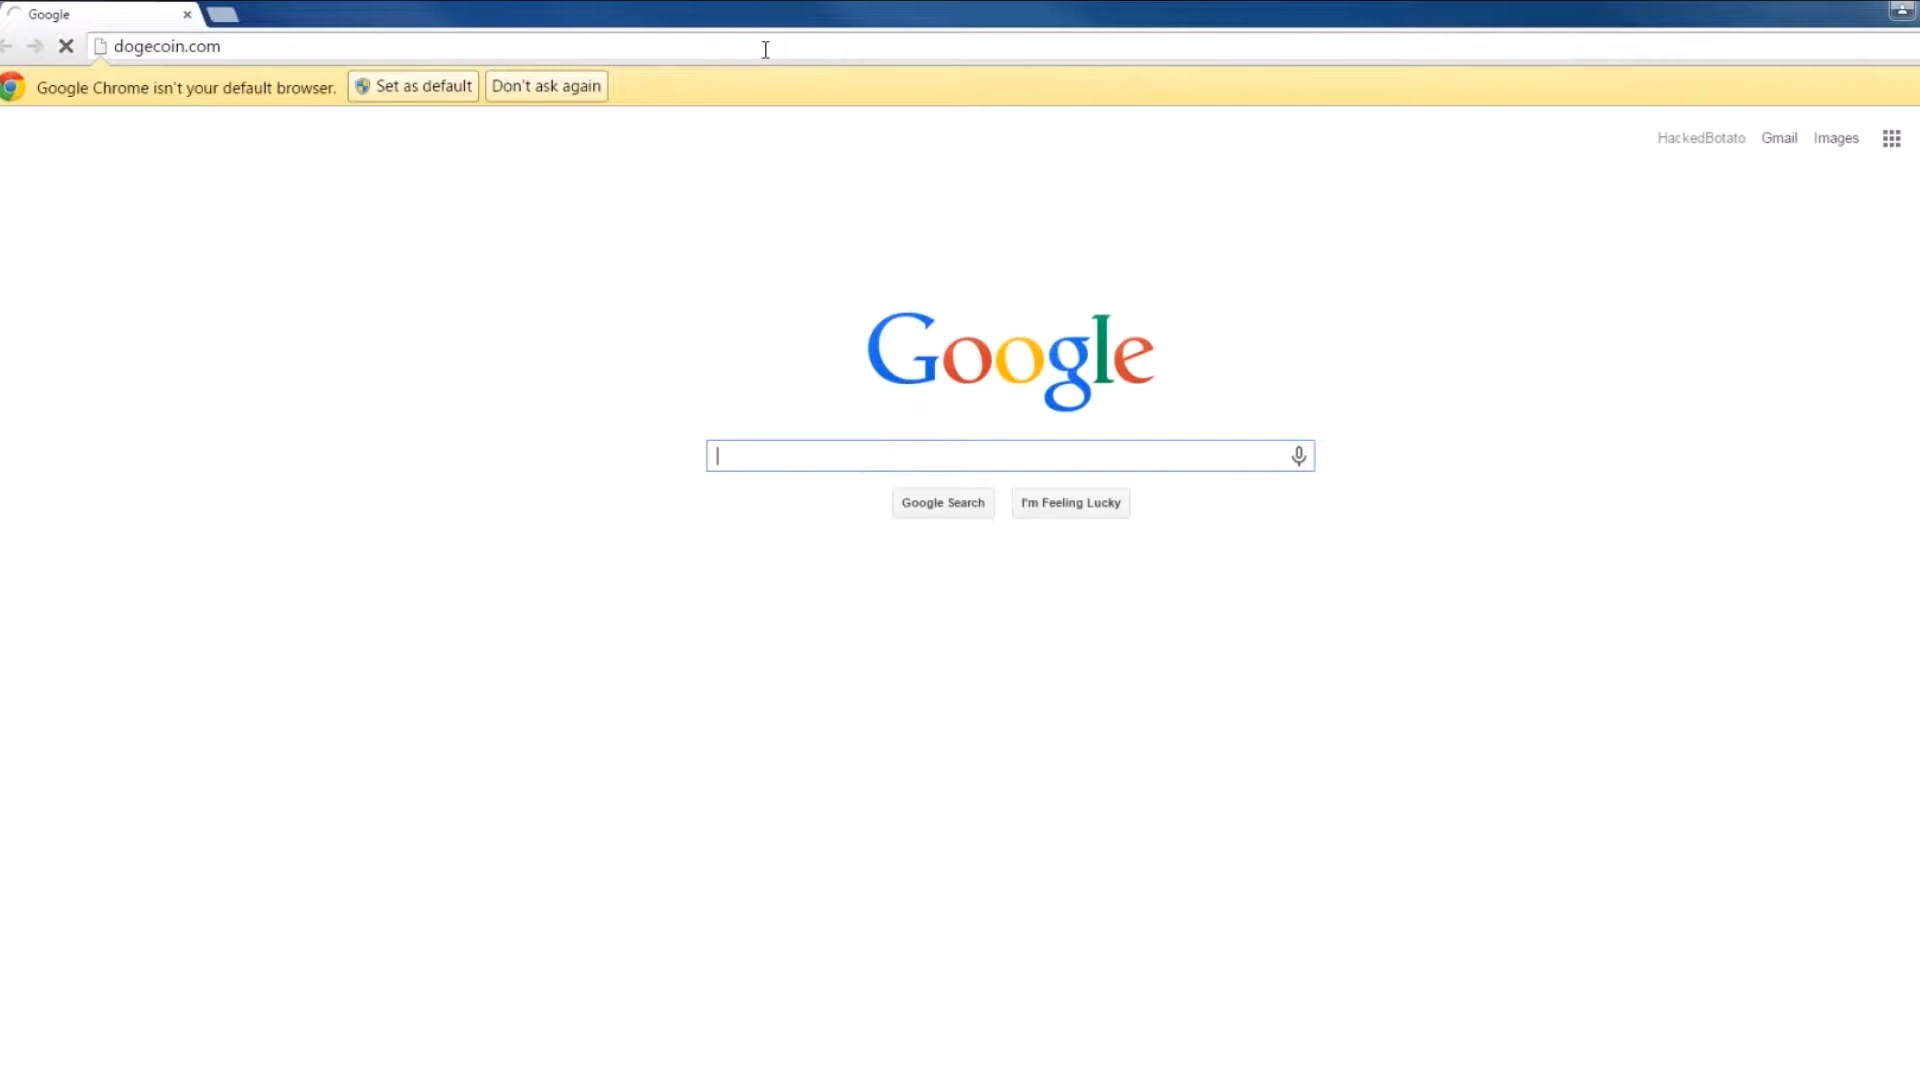 Google
dogecoin.com
Google Chrome isn't your default browser. Set as default Don't ask again
HackedBotato Gmail Images
Google
Google Search I'm Feeling Lucky